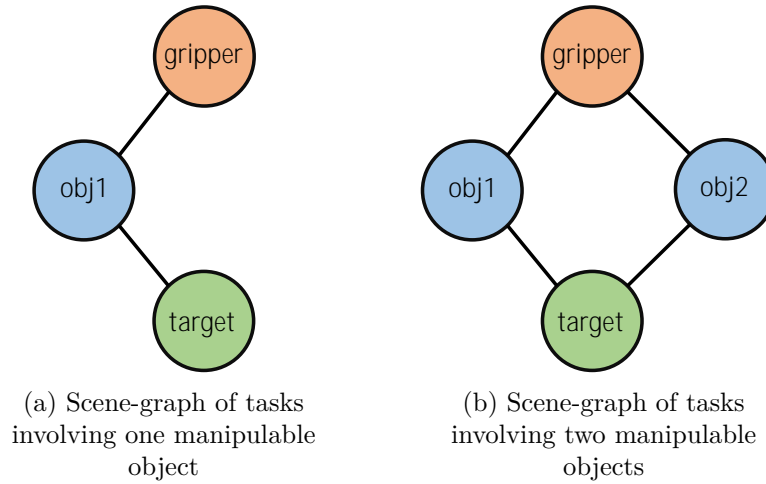 gripper
obj1
target
(a) Scene-graph of tasks
involving one manipulable
object
gripper
obj1
obj2
target
(b) Scene-graph of tasks
involving two manipulable
objects